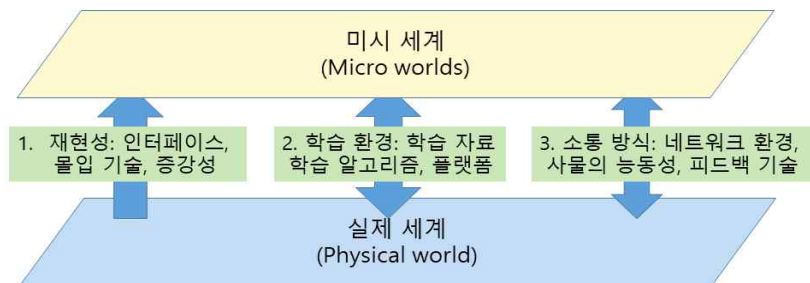 미시 세계
(Micro worlds)
1. 재현성: 인터페이스,
몰입 기술, 증강성
2. 학습 환경: 학습 자료
학습 알고리즘, 플랫폼
3. 소통 방식: 네트워크 환경,
사물의 능동성, 피드백 기술
실제 세계
(Physical world)